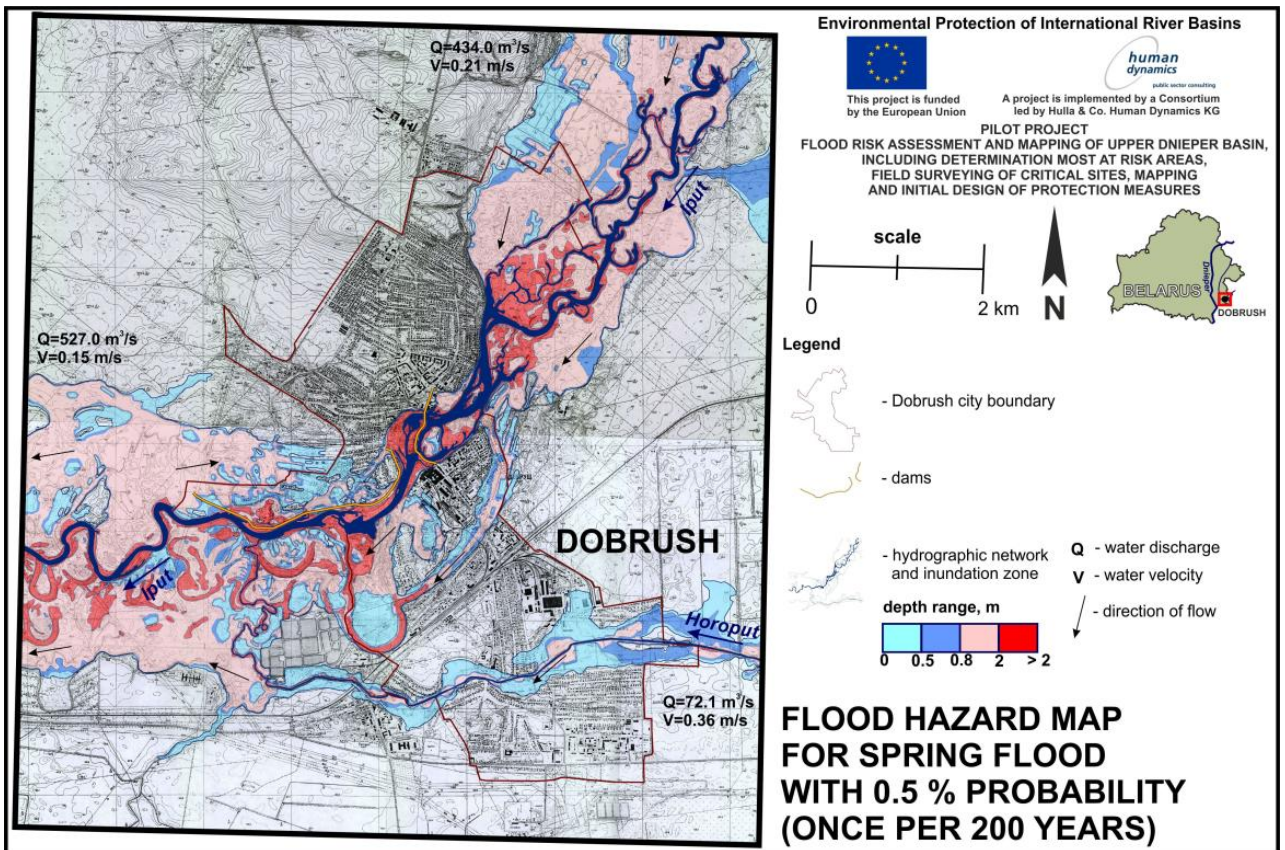 Q=434.0 m³/s
V=0.21 m/s
Iput
Q=527.0 m³/s
V=0.15 m/s
DOBRUSH
Iput
Horoput
Q=72.1 m³/s
V=0.36 m/s
Environmental Protection of International River Basins
human
dynamics
public sector consulting
This project is funded
by the European Union
A project is implemented by a Consortium
led by Hulla & Co. Human Dynamics KG
PILOT PROJECT
FLOOD RISK ASSESSMENT AND MAPPING OF UPPER DNIEPER BASIN,
INCLUDING DETERMINATION MOST AT RISK AREAS,
FIELD SURVEYING OF CRITICAL SITES, MAPPING
AND INITIAL DESIGN OF PROTECTION MEASURES
scale
0
2 km
N
Dnieper
BELARUS
DOBRUSH
Legend
- Dobrush city boundary
- dams
- hydrographic network
and inundation zone
Q - water discharge
V - water velocity
- direction of flow
depth range, m
0 0.5 0.8 2 > 2
FLOOD HAZARD MAP
FOR SPRING FLOOD
WITH 0.5 % PROBABILITY
(ONCE PER 200 YEARS)